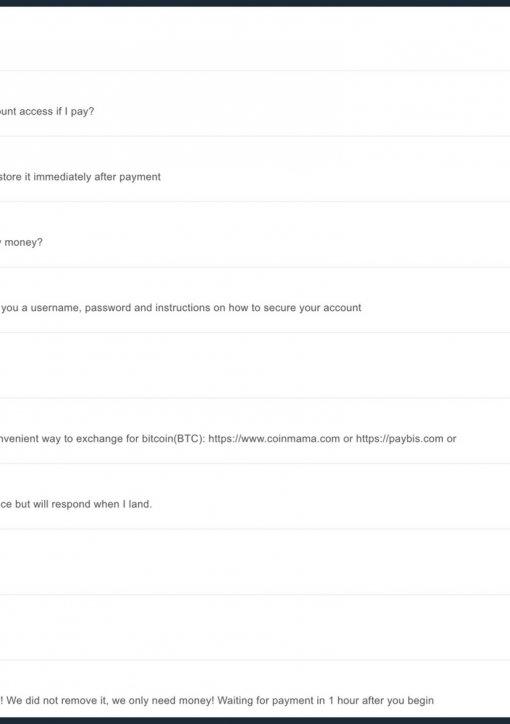 unt access if I pay?
store it immediately after payment
money?
you a username, password and instructions on how to secure your account
nvenient way to exchange for bitcoin(BTC): https://www.coinmama.com or https://paybis.com or
ce but will respond when I land.
! We did not remove it, we only need money! Waiting for payment in 1 hour after you begin